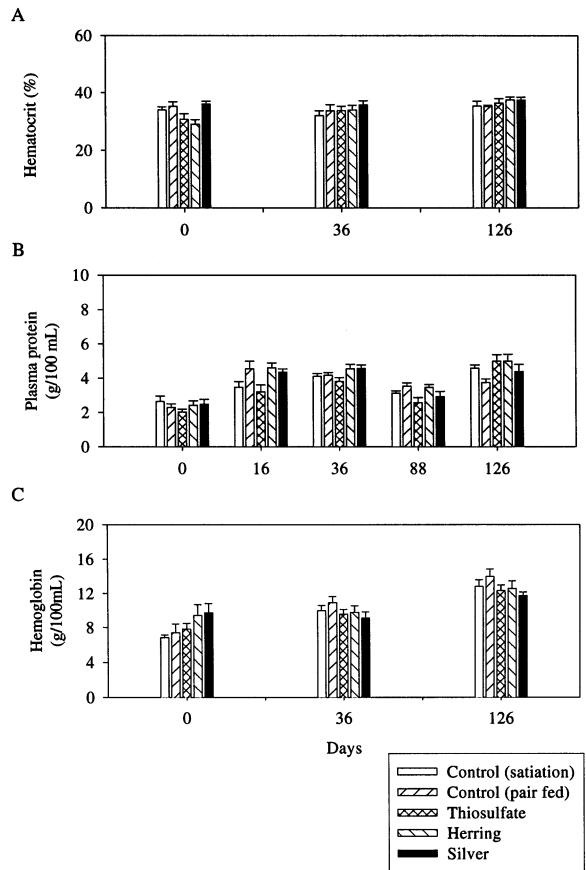 A
Hematocrit (%)
60
40
20
0
0 36 126
B
Plasma protein
(g/100 mL)
10
8
6
4
2
0
0 16 36 88 126
C
Hemoglobin
(g/100mL)
20
16
12
8
4
0
0 36 126
Days
Control (satiation)
Control (pair fed)
Thiosulfate
Herring
Silver